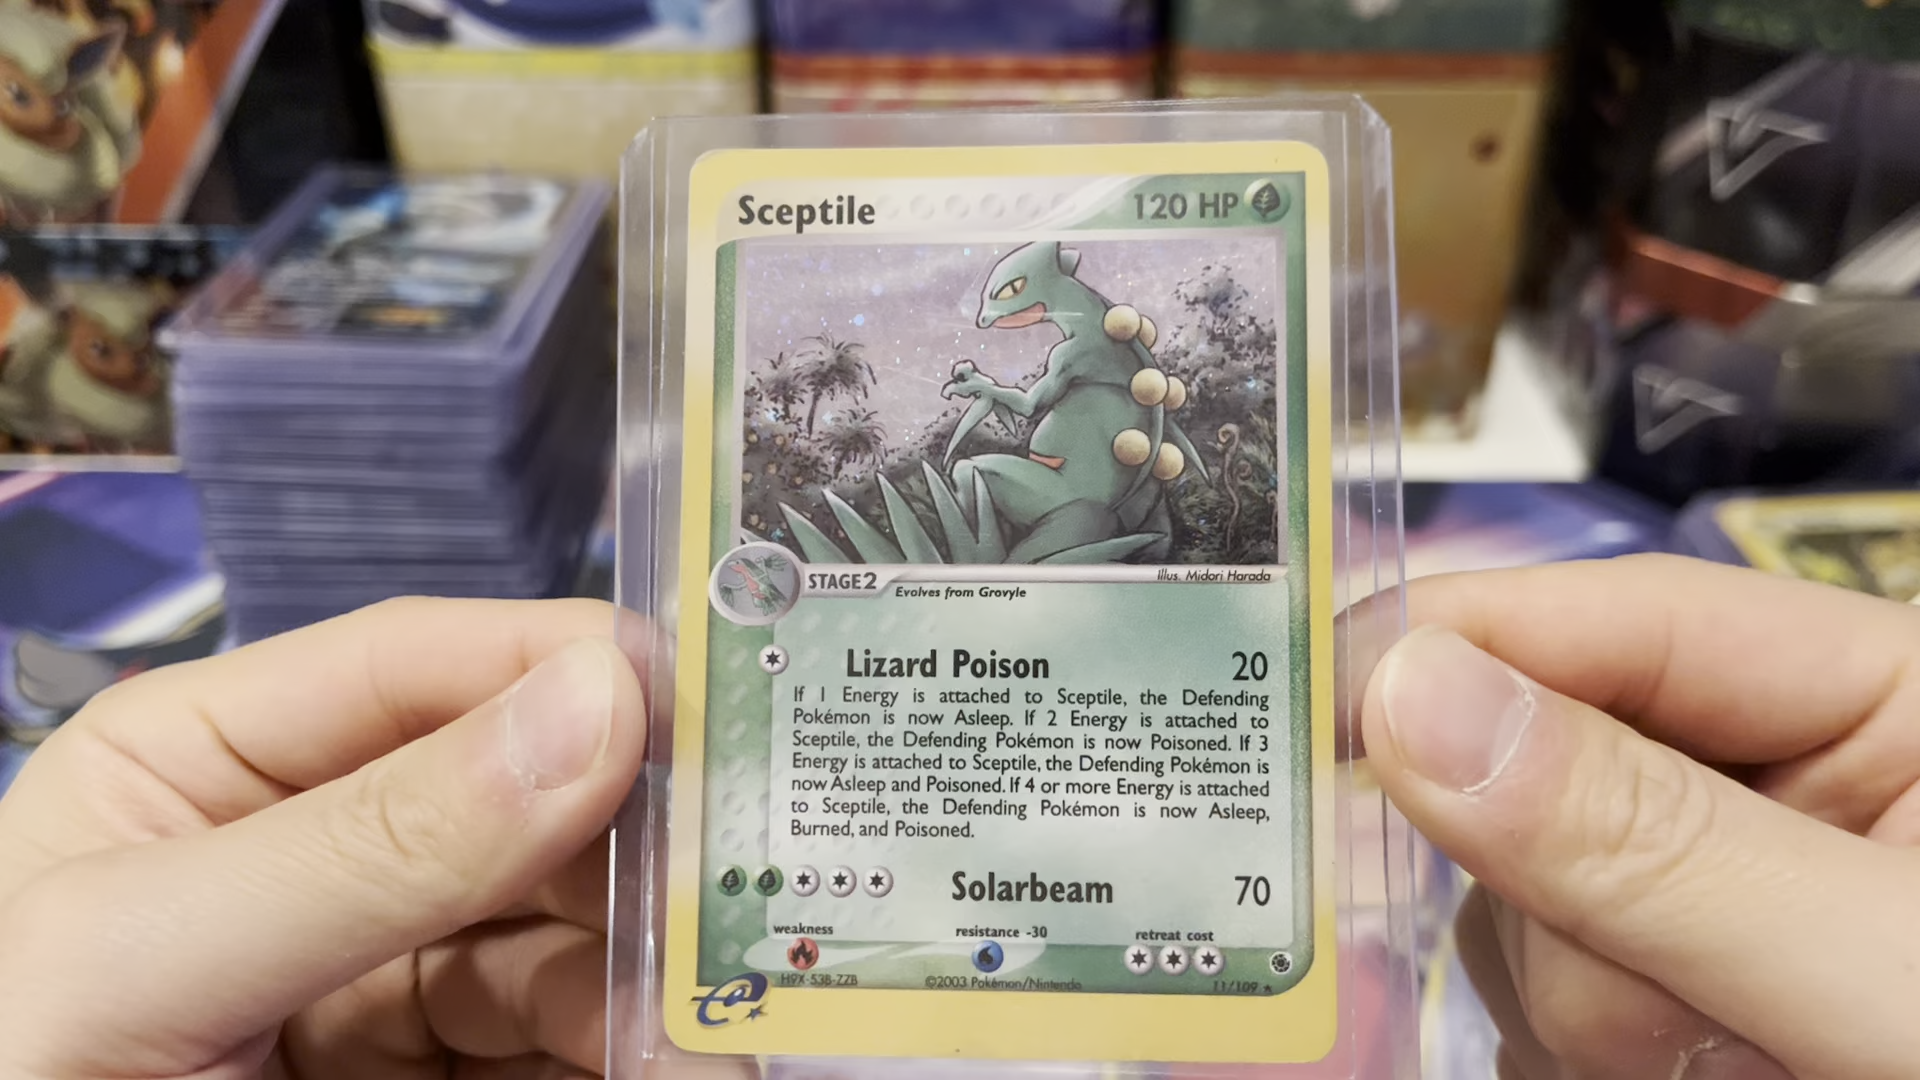 Sceptile 120 HP
Illus. Midori Harada
STAGE2
Evolves from Grovyle
Lizard Poison 20
If 1 Energy is attached to Sceptile, the Defending
Pokémon is now Asleep. If 2 Energy is attached to
Sceptile, the Defending Pokémon is now Poisoned. If 3
Energy is attached to Sceptile, the Defending Pokémon is
now Asleep and Poisoned. If 4 or more Energy is attached
to Sceptile, the Defending Pokémon is now Asleep,
Burned, and Poisoned.
Solarbeam 70
weakness resistance -30 retreat cost
H9X-53B-ZZB ©2003 Pokémon/Nintendo 11/109 ★